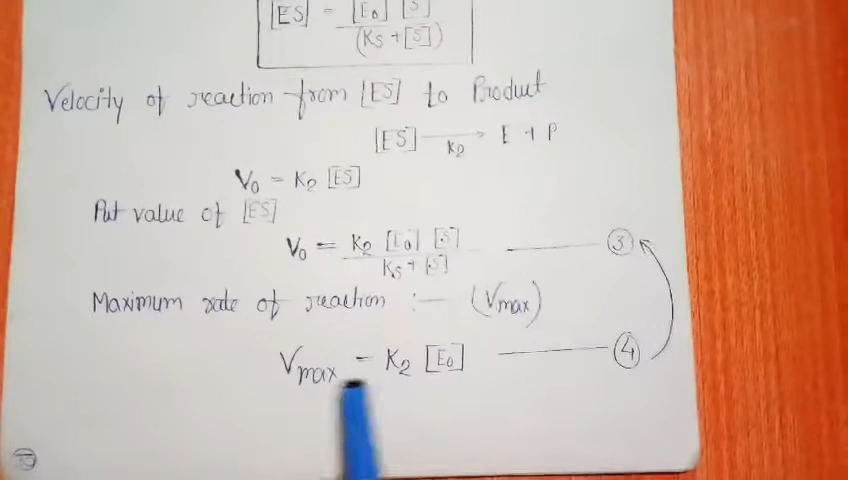 [ES] = [E0] [S]
(Ks + [S])
Velocity of reaction from [ES] to Product
[ES] → E + P
K2
V0 = K2 [ES]
Put value of [ES]
V0 = K2 [E0] [S] — 3
Ks + [S]
Maximum rate of reaction :— (Vmax)
Vmax = K2 [E0] — 4